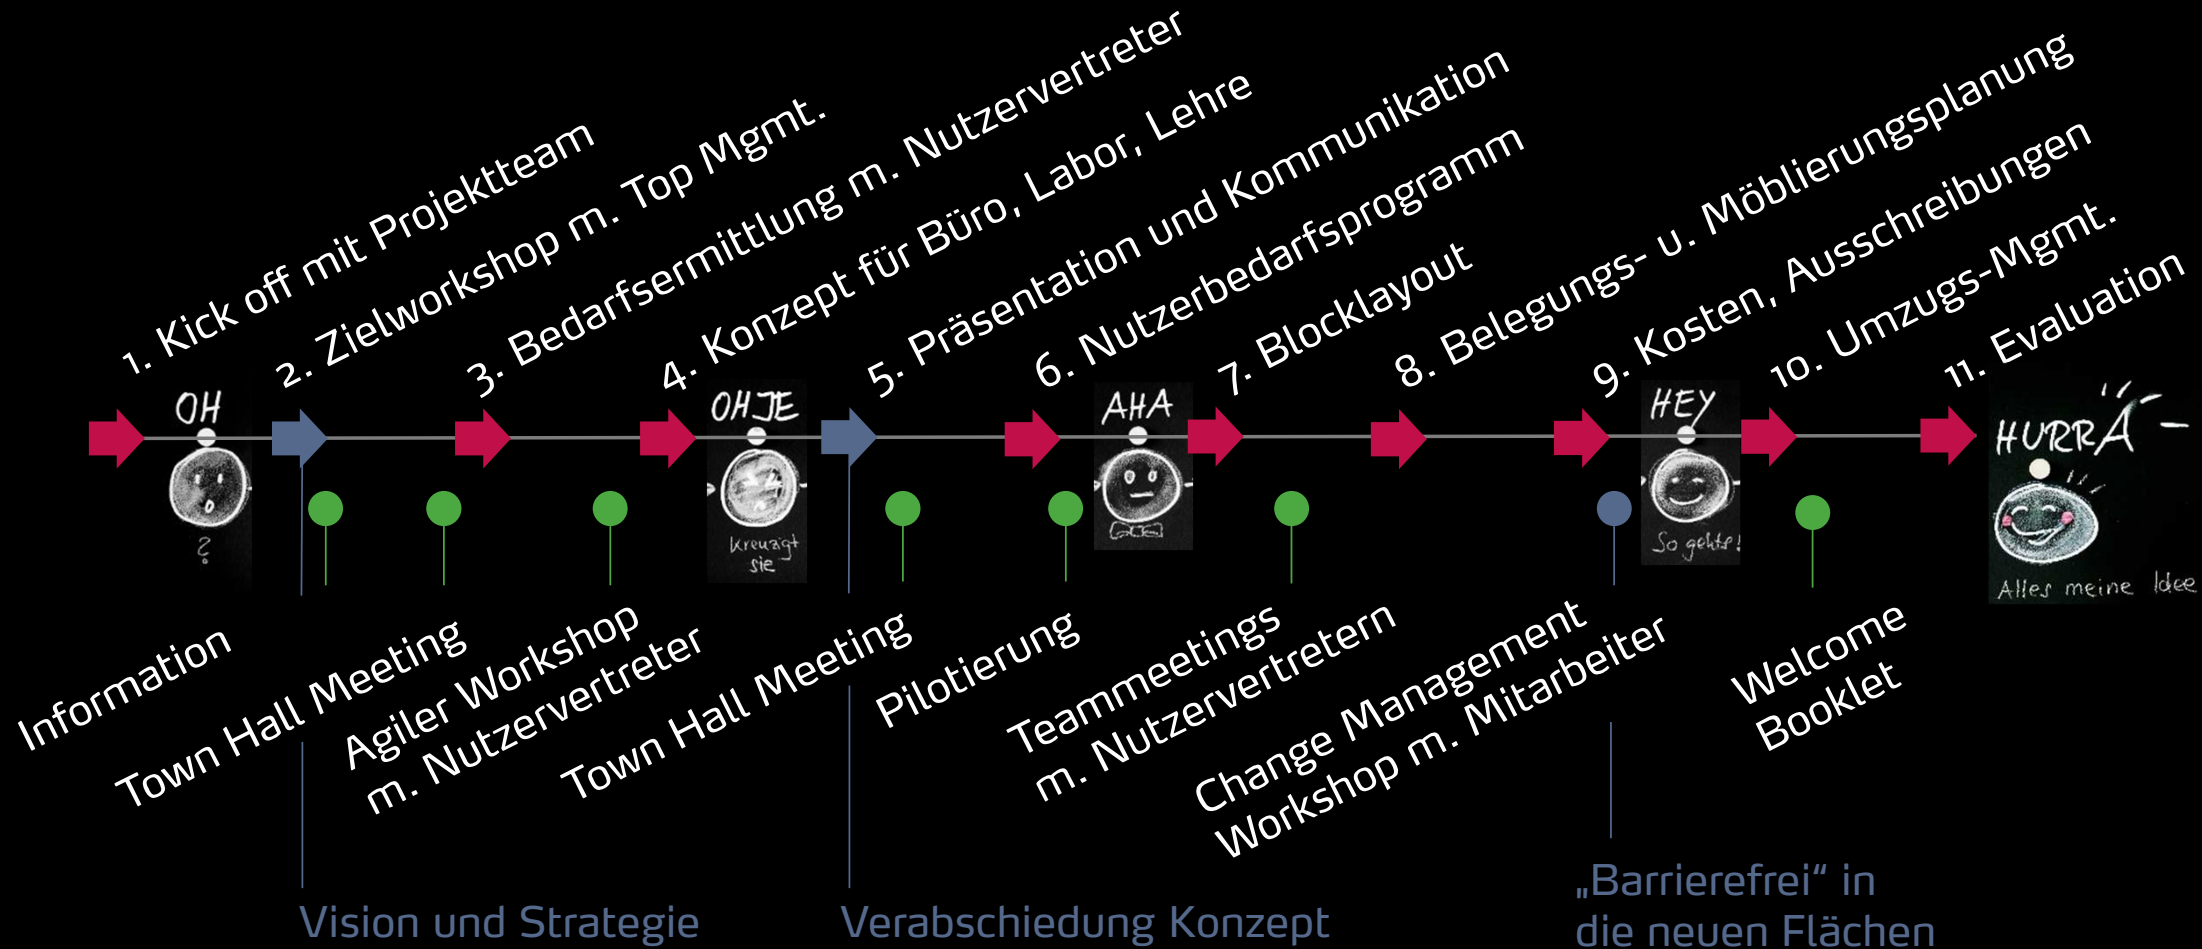 1. Kick off mit Projektteam
2. Zielworkshop m. Top Mgmt.
3. Bedarfsermittlung m. Nutzervertreter
4. Konzept für Büro, Labor, Lehre
5. Präsentation und Kommunikation
6. Nutzerbedarfsprogramm
7. Blocklayout
8. Belegungs- u. Möblierungsplanung
9. Kosten, Ausschreibungen
10. Umzugs-Mgmt.
11. Evaluation
OH
?
OHJE
Kreuzigt
sie
AHA
HEY
So gehts!
HURRA
Alles meine Idee
Information
Town Hall Meeting
Agiler Workshop
m. Nutzervertreter
Town Hall Meeting
Pilotierung
Teammeetings
m. Nutzervertretern
Change Management
Workshop m. Mitarbeiter
Welcome
Booklet
Vision und Strategie
Verabschiedung Konzept
„Barrierefrei“ in
die neuen Flächen